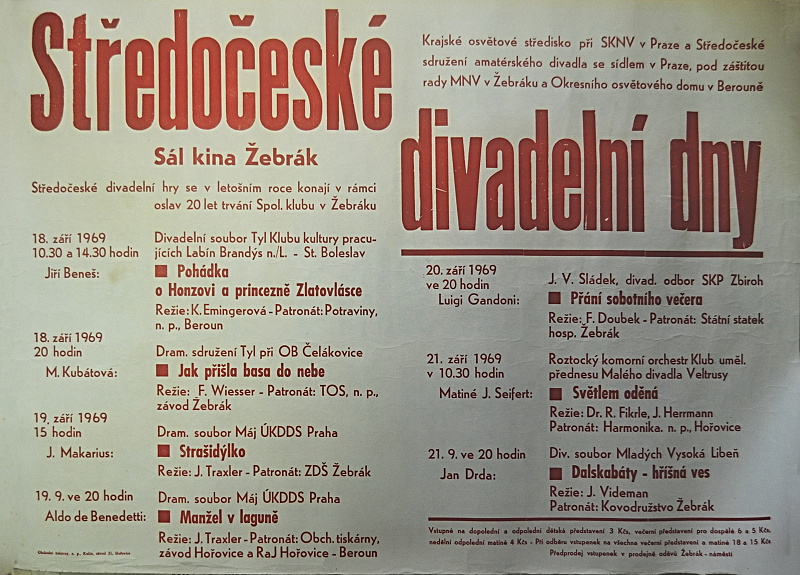 Středočeské
divadelní dny
Krajské osvětové středisko při SKNV v Praze a Středočeské
sdružení amatérského divadla se sídlem v Praze, pod záštitou
rady MNV v Žebráku a Okresního osvětového domu v Berouně
Sál kina Žebrák
Středočeské divadelní hry se v letošním roce konají v rámci
oslav 20 let trvání Spol. klubu v Žebráku
18. září 1969
10.30 a 14.30 hodin
Divadelní soubor Tyl Klubu kultury pracu-
jících Labín Brandýs n./L. - St. Boleslav
Jiří Beneš:
Pohádka
o Honzovi a princezně Zlatovlásce
Režie: K. Emingerová - Patronát: Potraviny,
n. p., Beroun
18. září 1969
20 hodin
Dram. sdružení Tyl při OB Čelákovice
M. Kubátová:
Jak přišla basa do nebe
Režie: F. Wiesser - Patronát: TOS, n. p.,
závod Žebrák
19. září 1969
15 hodin
Dram. soubor Máj ÚKDDS Praha
J. Makarius:
Strašidýlko
Režie: J. Traxler - Patronát: ZDŠ Žebrák
19. 9. ve 20 hodin
Dram. soubor Máj ÚKDDS Praha
Aldo de Benedetti:
Manžel v laguně
Režie: J. Traxler - Patronát: Obch. tiskárny,
závod Hořovice a RaJ Hořovice - Beroun
20. září 1969
ve 20 hodin
J. V. Sládek, divad. odbor SKP Zbiroh
Luigi Gandoni:
Přání sobotního večera
Režie: F. Doubek - Patronát: Státní statek
hosp. Žebrák
21. září 1969
v 10.30 hodin
Roztocký komorní orchestr Klub uměl.
přednesu Malého divadla Veltrusy
Matiné J. Seifert:
Světlem oděná
Režie: Dr. R. Fikrle, J. Herrmann
Patronát: Harmonika. n. p., Hořovice
21. 9. ve 20 hodin
Div. soubor Mladých Vysoká Libeň
Jan Drda:
Dalskabáty - hříšná ves
Režie: J. Videman
Patronát: Kovodružstvo Žebrák
Vstupné na dopolední a odpolední dětská představení 3 Kčs, večerní představení pro dospělé 6 a 5 Kčs,
nedělní odpolední matiné 4 Kčs - Při odběru vstupenek na všechna večerní představení a matiné 18 a 15 Kčs
Předprodej vstupenek v prodejně oděvů Žebrák - náměstí
Obchodní tiskárny, n. p., Kolín, závod 21, Hořovice